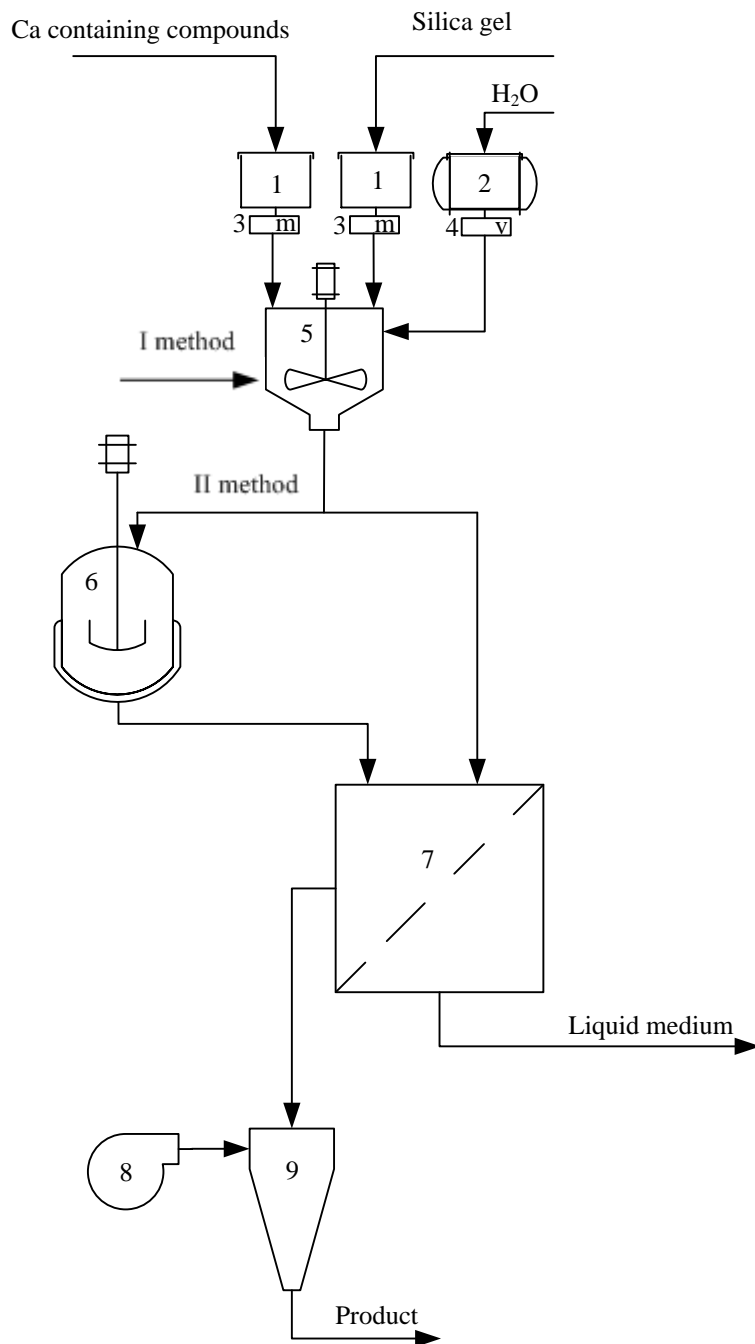 Ca containing compounds
Silica gel
H₂O
1
1
2
3 m
3 m
4 v
5
I method
II method
6
7
Liquid medium
8
9
Product